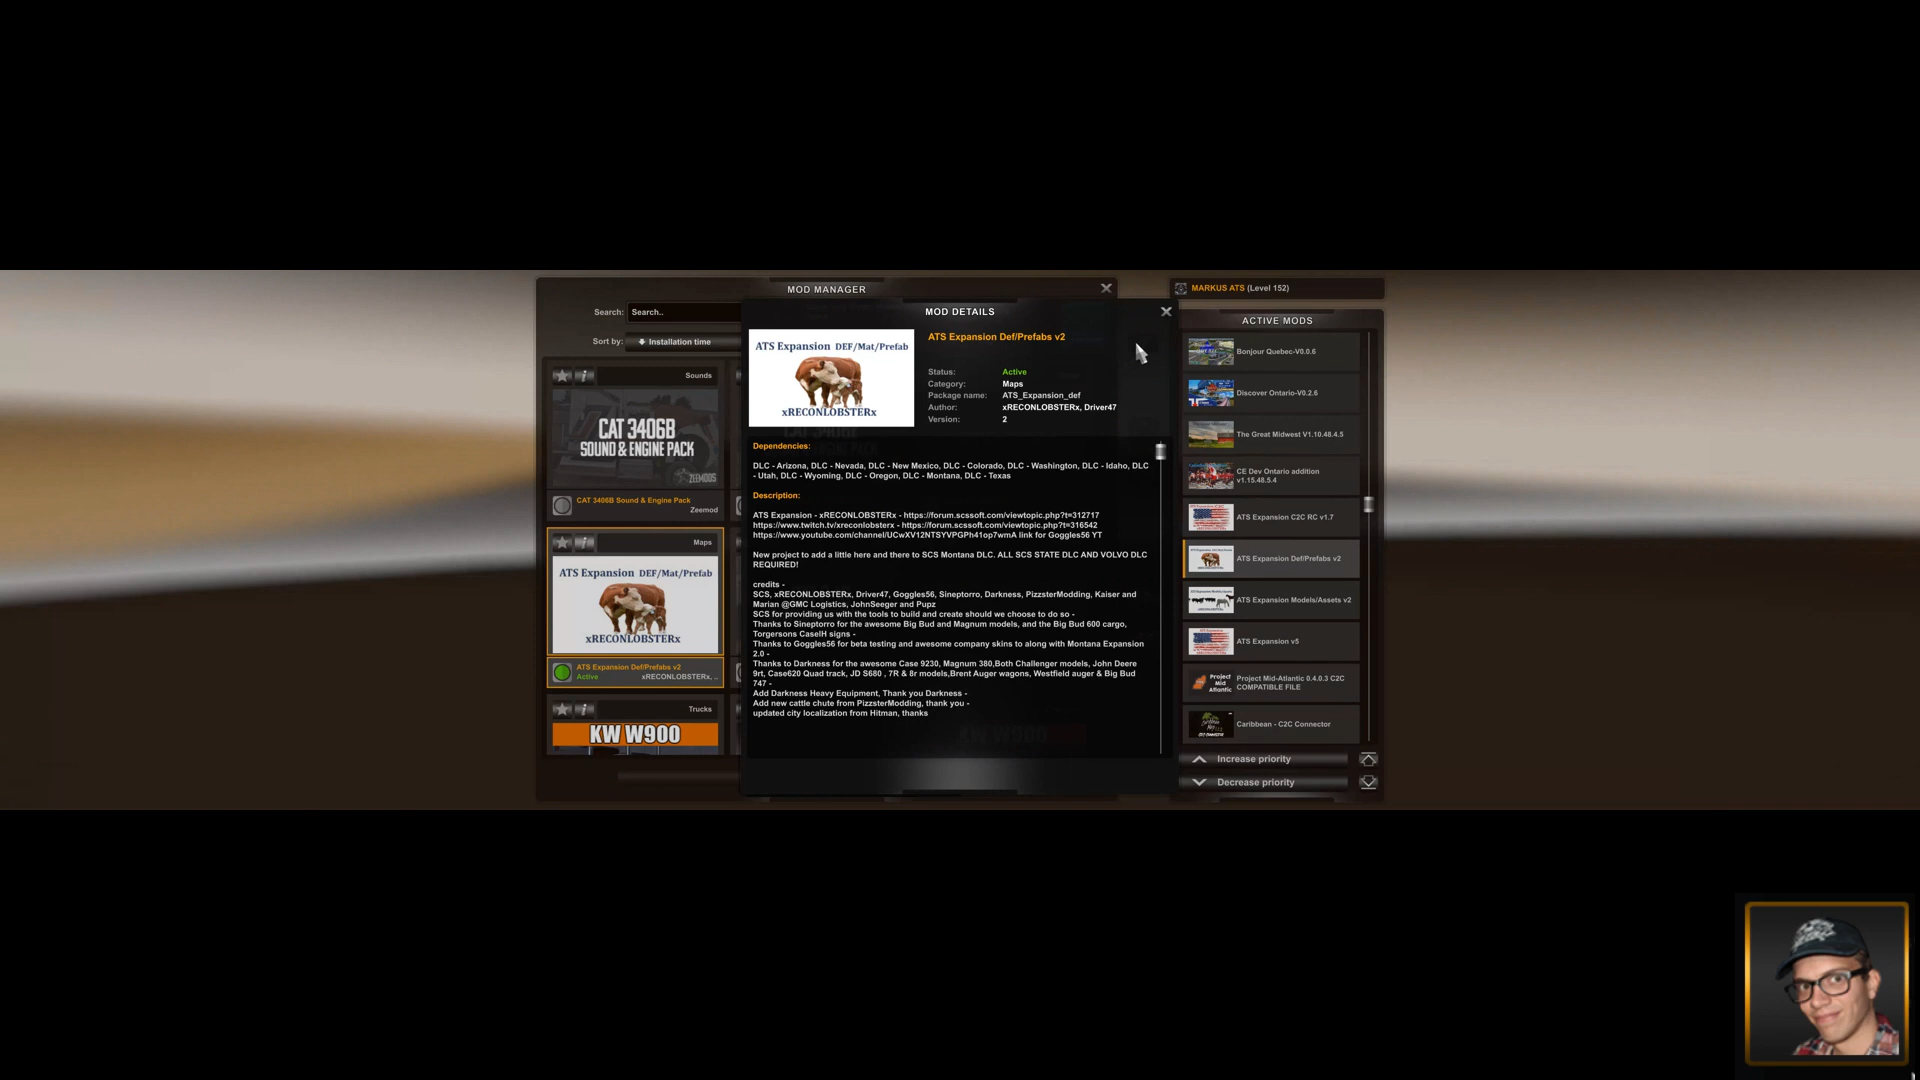 MOD MANAGER
Search:
Search..
Sort by:
Installation time
Sounds
CAT 3406B
SOUND & ENGINE PACK
ZEEMODS
CAT 3406B Sound & Engine Pack
Zeemod
Maps
ATS Expansion DEF/Mat/Prefab
xRECONLOBSTERx
ATS Expansion Def/Prefabs v2
Active
xRECONLOBSTERx, ..
Trucks
KW W900
MOD DETAILS
ATS Expansion DEF/Mat/Prefab
xRECONLOBSTERx
ATS Expansion Def/Prefabs v2
Status: Active
Category: Maps
Package name: ATS_Expansion_def
Author: xRECONLOBSTERx, Driver47
Version: 2
Dependencies:
DLC - Arizona, DLC - Nevada, DLC - New Mexico, DLC - Colorado, DLC - Washington, DLC - Idaho, DLC
- Utah, DLC - Wyoming, DLC - Oregon, DLC - Montana, DLC - Texas
Description:
ATS Expansion - xRECONLOBSTERx - https://forum.scssoft.com/viewtopic.php?t=312717
https://www.twitch.tv/xreconlobsterx - https://forum.scssoft.com/viewtopic.php?t=316542
https://www.youtube.com/channel/UCwXV12NTSYVPGPh41op7wmA link for Goggles56 YT
New project to add a little here and there to SCS Montana DLC. ALL SCS STATE DLC AND VOLVO DLC
REQUIRED!
credits -
SCS, xRECONLOBSTERx, Driver47, Goggles56, Sineptorro, Darkness, PizzsterModding, Kaiser and
Marian @GMC Logistics, JohnSeeger and Pupz
SCS for providing us with the tools to build and create should we choose to do so -
Thanks to Sineptorro for the awesome Big Bud and Magnum models, and the Big Bud 600 cargo,
Torgersons CaseIH signs -
Thanks to Goggles56 for beta testing and awesome company skins to along with Montana Expansion
2.0 -
Thanks to Darkness for the awesome Case 9230, Magnum 380,Both Challenger models, John Deere
9rt, Case620 Quad track, JD S680 , 7R & 8r models,Brent Auger wagons, Westfield auger & Big Bud
747 -
Add Darkness Heavy Equipment, Thank you Darkness -
Add new cattle chute from PizzsterModding, thank you -
updated city localization from Hitman, thanks
MARKUS ATS (Level 152)
ACTIVE MODS
Bonjour Quebec-V0.0.6
Discover Ontario-V0.2.6
The Great Midwest V1.10.48.4.5
CE Dev Ontario addition
v1.15.48.5.4
ATS Expansion C2C RC v1.7
ATS Expansion Def/Prefabs v2
ATS Expansion Models/Assets v2
ATS Expansion v5
Project
Mid
Atlantic
Project Mid-Atlantic 0.4.0.3 C2C
COMPATIBLE FILE
Caribbean - C2C Connector
Increase priority
Decrease priority